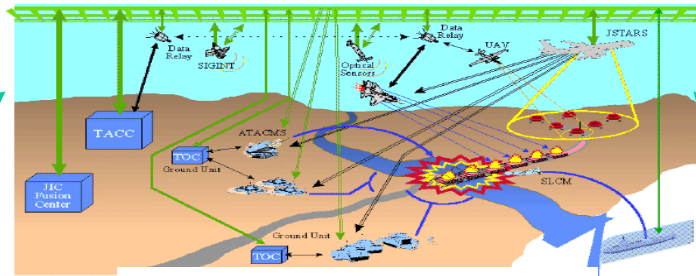 Data
Relay
SIGINT
Optical
Sensors
Data
Relay
UAV
JSTARS
TACC
ATACMS
TOC
Ground Unit
JIC
Fusion
Center
SLCM
Ground Unit
TOC